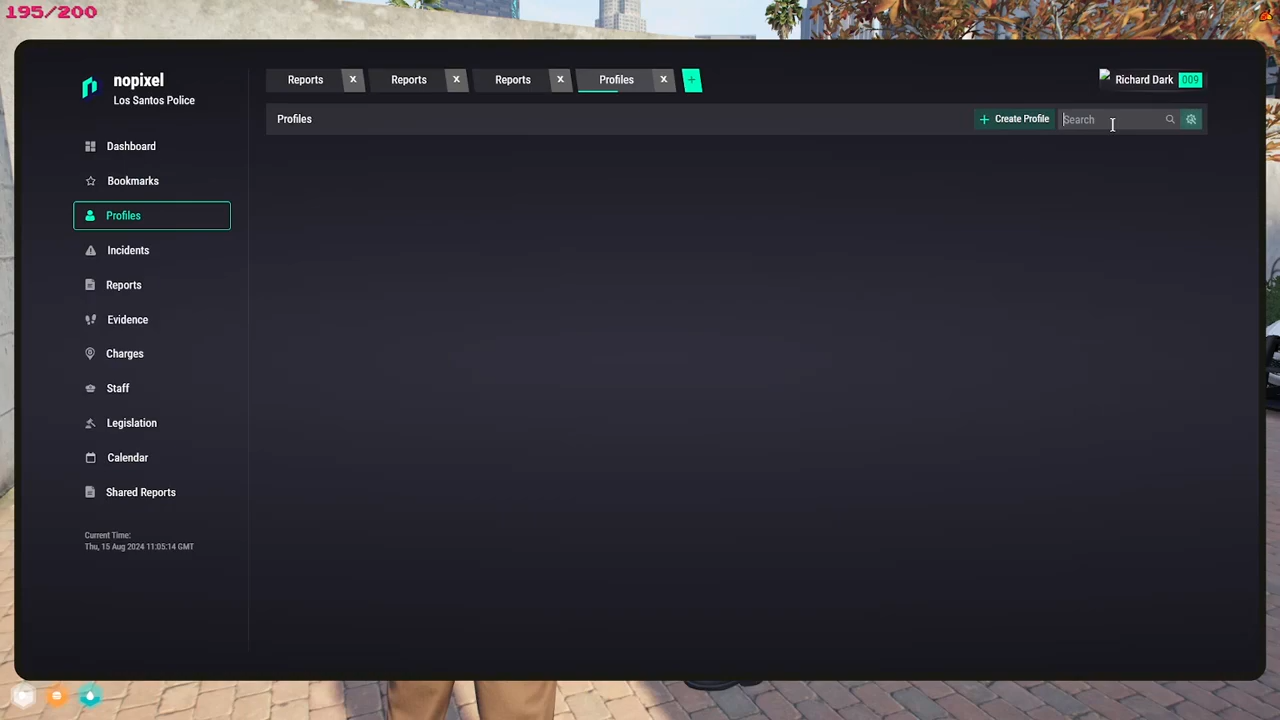 195/200
nopixel
Los Santos Police
Reports x Reports x Reports x Profiles x +
Richard Dark 009
Profiles
+ Create Profile
Search
Dashboard
Bookmarks
Profiles
Incidents
Reports
Evidence
Charges
Staff
Legislation
Calendar
Shared Reports
Current Time:
Thu, 15 Aug 2024 11:05:14 GMT